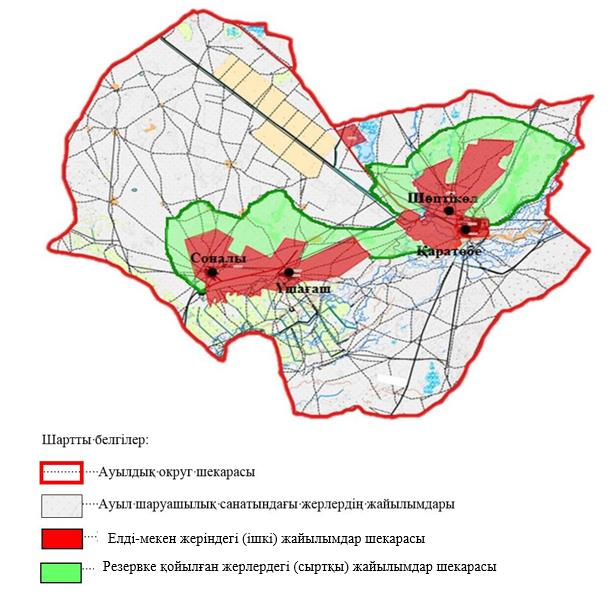 Шөптікөл
Қаратөбе
Соналы
Үшағаш
Шартты белгілер:
Ауылдық округ шекарасы
Ауыл шаруашылық санатындағы жерлердің жайылымдары
Елді-мекен жеріндегі (ішкі) жайылымдар шекарасы
Резервке қойылған жерлердегі (сыртқы) жайылымдар шекарасы